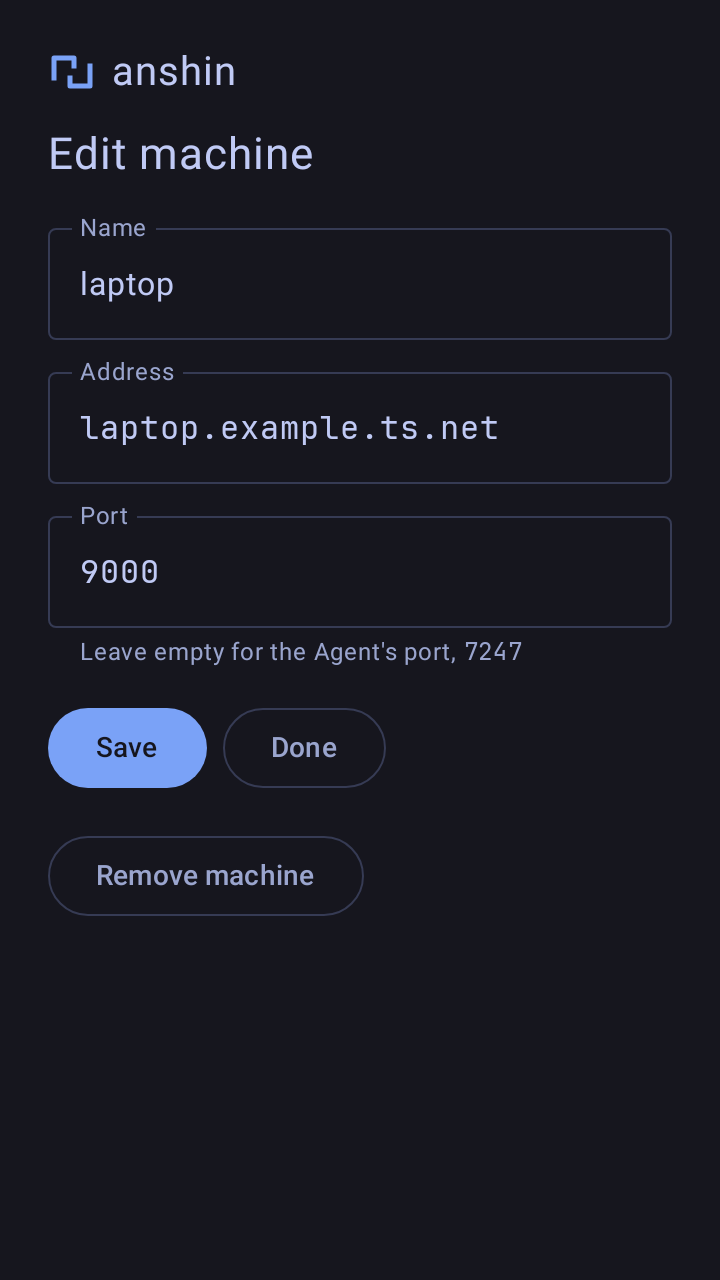 anshin
Edit machine
Name
laptop
Address
laptop.example.ts.net
Port
9000
Leave empty for the Agent's port, 7247
Save
Done
Remove machine